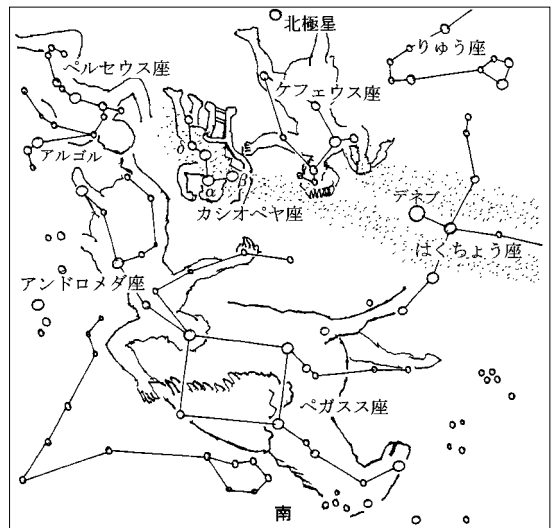 北極星
りゅう座
ペルセウス座
ケフェウス座
アルゴル
δ
β
α
カシオペヤ座
デネブ
はくちょう座
アンドロメダ座
ペガスス座
南